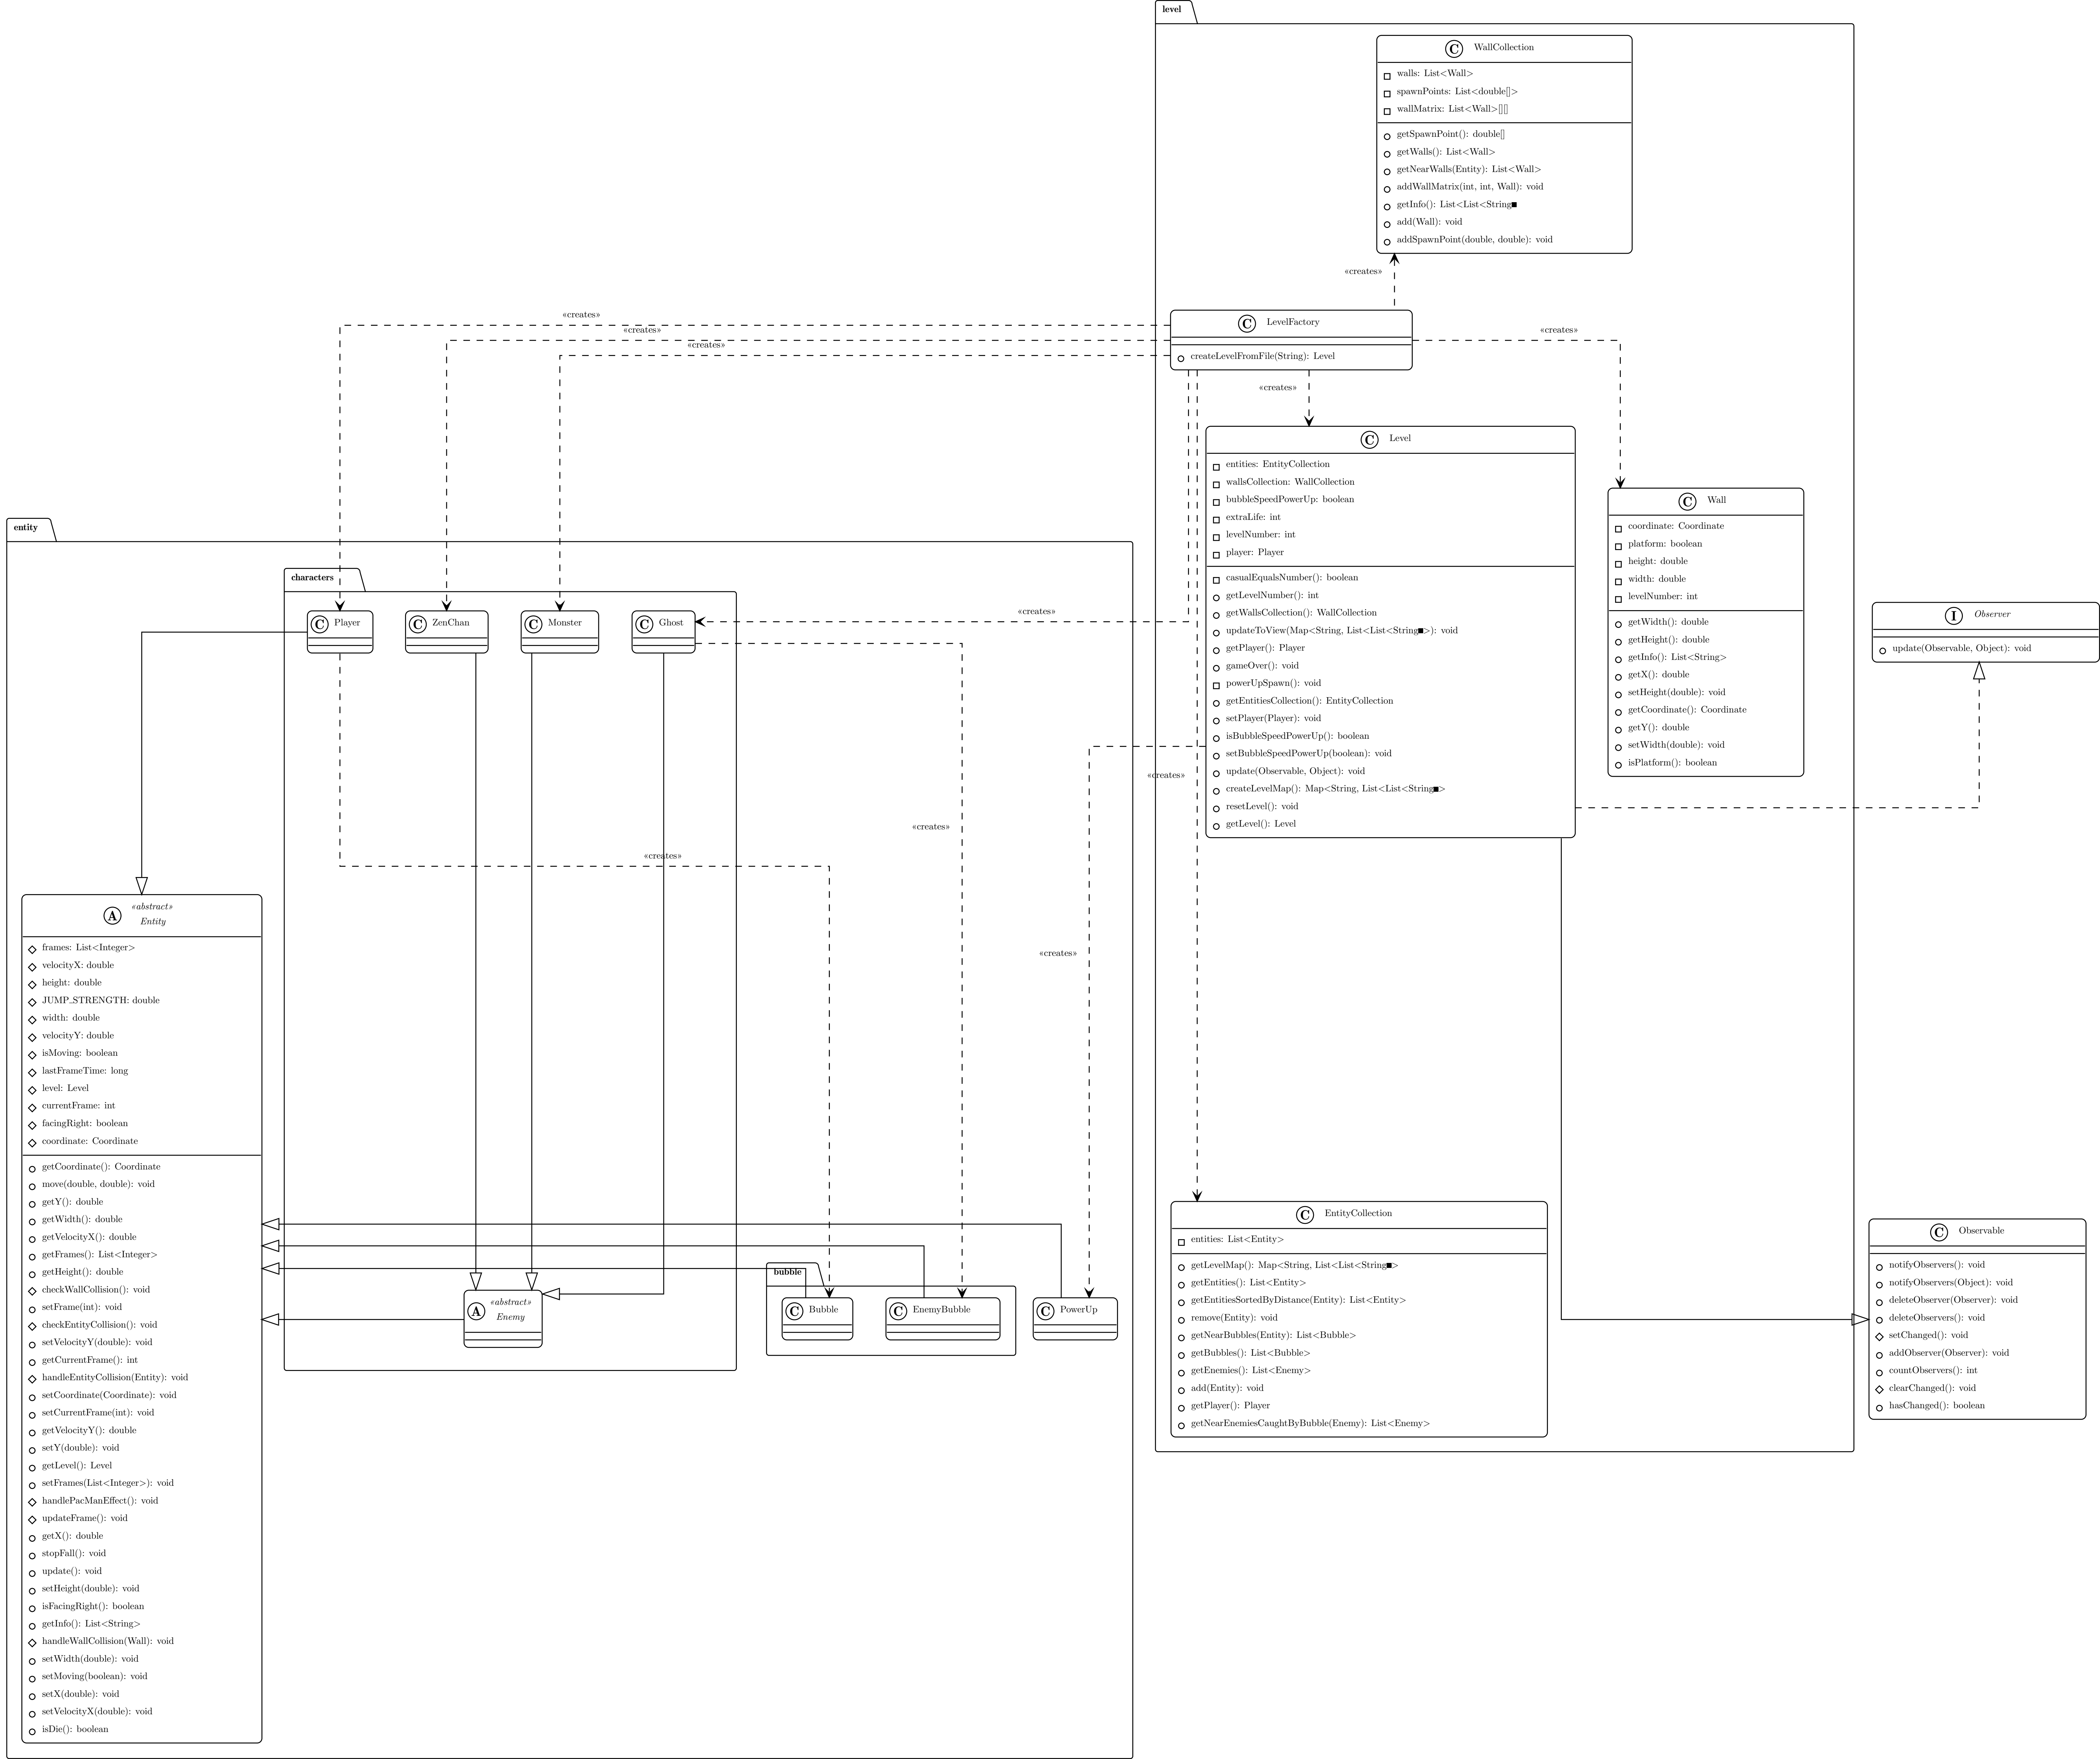 level
C WallCollection
walls: List<Wall>
spawnPoints: List<double[]>
wallMatrix: List<Wall>[][]
getSpawnPoint(): double[]
getWalls(): List<Wall>
getNearWalls(Entity): List<Wall>
addWallMatrix(int, int, Wall): void
getInfo(): List<List<String■
add(Wall): void
addSpawnPoint(double, double): void
«creates»
«creates»
«creates»
«creates»
C LevelFactory
createLevelFromFile(String): Level
«creates»
«creates»
C Level
entities: EntityCollection
wallsCollection: WallCollection
bubbleSpeedPowerUp: boolean
extraLife: int
levelNumber: int
player: Player
casualEqualsNumber(): boolean
getLevelNumber(): int
getWallsCollection(): WallCollection
updateToView(Map<String, List<List<String■>): void
getPlayer(): Player
gameOver(): void
powerUpSpawn(): void
getEntitiesCollection(): EntityCollection
setPlayer(Player): void
isBubbleSpeedPowerUp(): boolean
setBubbleSpeedPowerUp(boolean): void
update(Observable, Object): void
createLevelMap(): Map<String, List<List<String■>
resetLevel(): void
getLevel(): Level
C Wall
coordinate: Coordinate
platform: boolean
height: double
width: double
levelNumber: int
getWidth(): double
getHeight(): double
getInfo(): List<String>
getX(): double
setHeight(double): void
getCoordinate(): Coordinate
getY(): double
setWidth(double): void
isPlatform(): boolean
I Observer
update(Observable, Object): void
entity
characters
C Player
C ZenChan
C Monster
C Ghost
«creates»
«creates»
«creates»
«creates»
«creates»
A «abstract»
Entity
frames: List<Integer>
velocityX: double
height: double
JUMP_STRENGTH: double
width: double
velocityY: double
isMoving: boolean
lastFrameTime: long
level: Level
currentFrame: int
facingRight: boolean
coordinate: Coordinate
getCoordinate(): Coordinate
move(double, double): void
getY(): double
getWidth(): double
getVelocityX(): double
getFrames(): List<Integer>
getHeight(): double
checkWallCollision(): void
setFrame(int): void
checkEntityCollision(): void
setVelocityY(double): void
getCurrentFrame(): int
handleEntityCollision(Entity): void
setCoordinate(Coordinate): void
setCurrentFrame(int): void
getVelocityY(): double
setY(double): void
getLevel(): Level
setFrames(List<Integer>): void
handlePacManEffect(): void
updateFrame(): void
getX(): double
stopFall(): void
update(): void
setHeight(double): void
isFacingRight(): boolean
getInfo(): List<String>
handleWallCollision(Wall): void
setWidth(double): void
setMoving(boolean): void
setX(double): void
setVelocityX(double): void
isDie(): boolean
A «abstract»
Enemy
bubble
C Bubble
C EnemyBubble
C PowerUp
C EntityCollection
entities: List<Entity>
getLevelMap(): Map<String, List<List<String■>
getEntities(): List<Entity>
getEntitiesSortedByDistance(Entity): List<Entity>
remove(Entity): void
getNearBubbles(Entity): List<Bubble>
getBubbles(): List<Bubble>
getEnemies(): List<Enemy>
add(Entity): void
getPlayer(): Player
getNearEnemiesCaughtByBubble(Enemy): List<Enemy>
C Observable
notifyObservers(): void
notifyObservers(Object): void
deleteObserver(Observer): void
deleteObservers(): void
setChanged(): void
addObserver(Observer): void
countObservers(): int
clearChanged(): void
hasChanged(): boolean